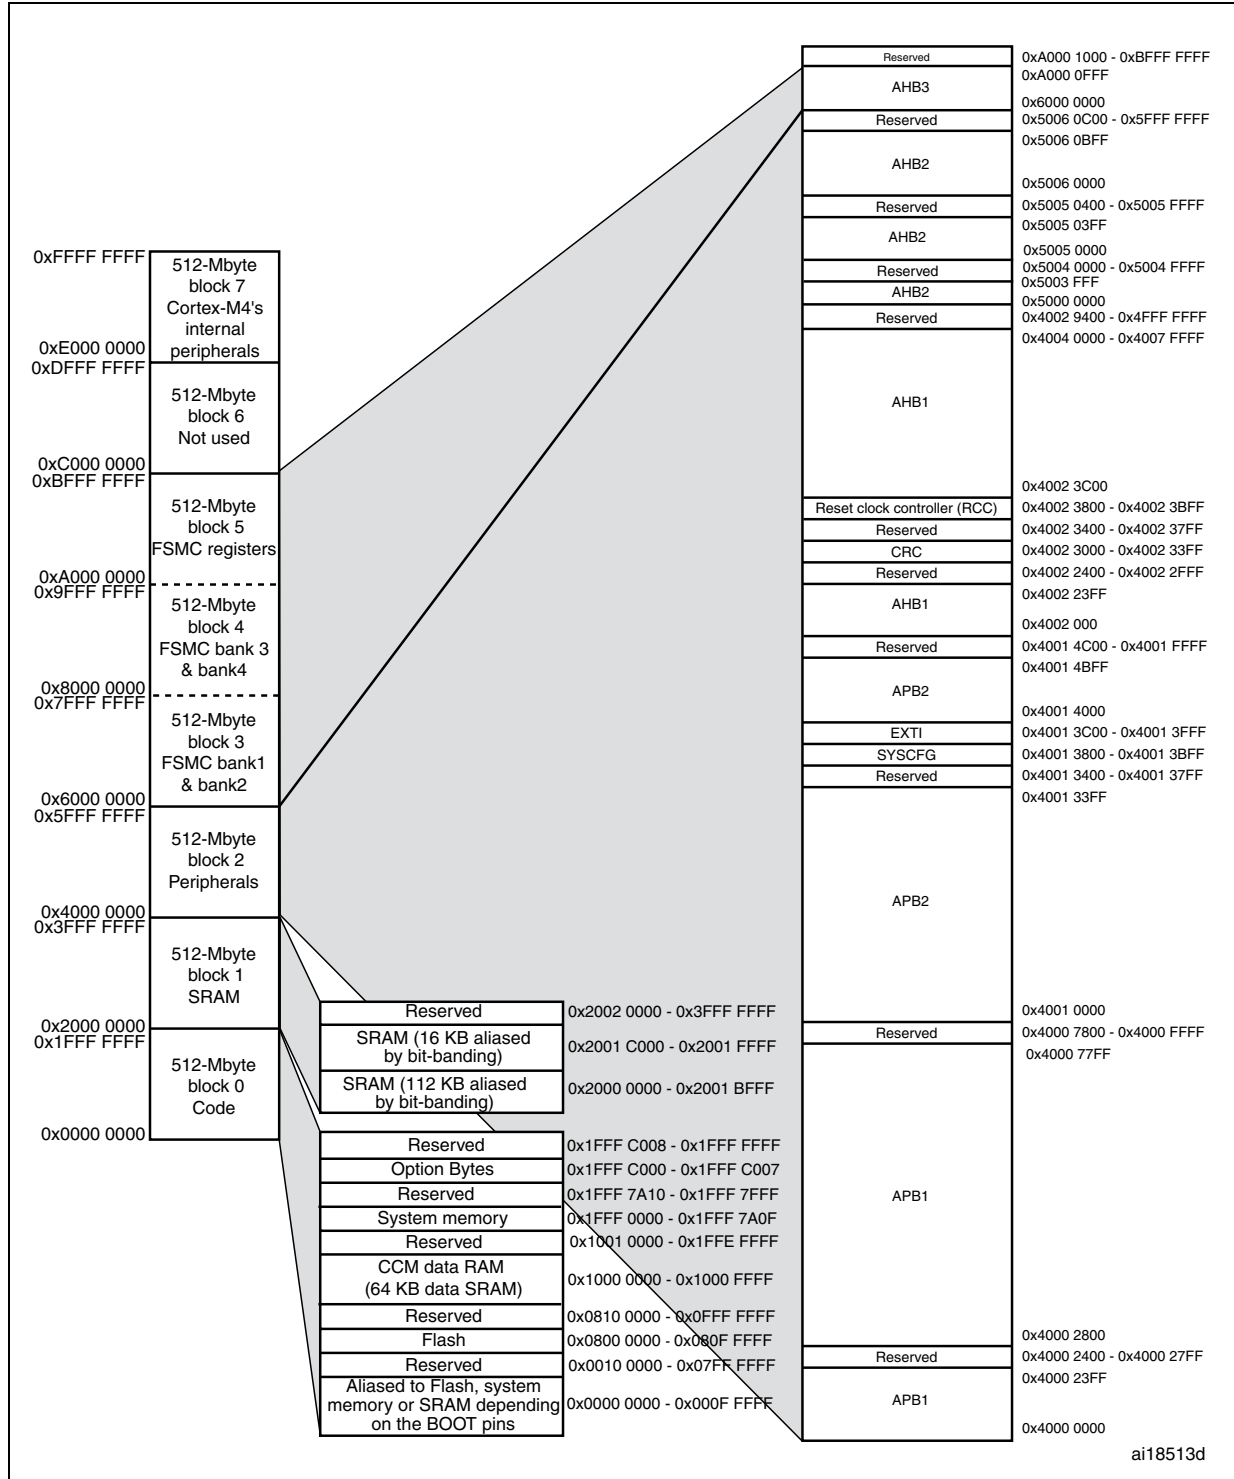 0xFFFF FFFF
512-Mbyte
block 7
Cortex-M4's
internal
peripherals
0xE000 0000
0xDFFF FFFF
512-Mbyte
block 6
Not used
0xC000 0000
0xBFFF FFFF
512-Mbyte
block 5
FSMC registers
0xA000 0000
0x9FFF FFFF
512-Mbyte
block 4
FSMC bank 3
& bank4
0x8000 0000
0x7FFF FFFF
512-Mbyte
block 3
FSMC bank1
& bank2
0x6000 0000
0x5FFF FFFF
512-Mbyte
block 2
Peripherals
0x4000 0000
0x3FFF FFFF
512-Mbyte
block 1
SRAM
0x2000 0000
0x1FFF FFFF
512-Mbyte
block 0
Code
0x0000 0000
Reserved 0x2002 0000 - 0x3FFF FFFF
SRAM (16 KB aliased
by bit-banding)
0x2001 C000 - 0x2001 FFFF
SRAM (112 KB aliased
by bit-banding)
0x2000 0000 - 0x2001 BFFF
Reserved 0x1FFF C008 - 0x1FFF FFFF
Option Bytes 0x1FFF C000 - 0x1FFF C007
Reserved 0x1FFF 7A10 - 0x1FFF 7FFF
System memory 0x1FFF 0000 - 0x1FFF 7A0F
Reserved 0x1001 0000 - 0x1FFE FFFF
CCM data RAM
(64 KB data SRAM)
0x1000 0000 - 0x1000 FFFF
Reserved 0x0810 0000 - 0x0FFF FFFF
Flash 0x0800 0000 - 0x080F FFFF
Reserved 0x0010 0000 - 0x07FF FFFF
Aliased to Flash, system
memory or SRAM depending
on the BOOT pins
0x0000 0000 - 0x000F FFFF
Reserved 0xA000 1000 - 0xBFFF FFFF
0xA000 0FFF
AHB3
0x6000 0000
Reserved 0x5006 0C00 - 0x5FFF FFFF
0x5006 0BFF
AHB2
0x5006 0000
Reserved 0x5005 0400 - 0x5005 FFFF
0x5005 03FF
AHB2
0x5005 0000
Reserved 0x5004 0000 - 0x5004 FFFF
0x5003 FFF
AHB2
0x5000 0000
Reserved 0x4002 9400 - 0x4FFF FFFF
0x4004 0000 - 0x4007 FFFF
AHB1
0x4002 3C00
Reset clock controller (RCC) 0x4002 3800 - 0x4002 3BFF
Reserved 0x4002 3400 - 0x4002 37FF
CRC 0x4002 3000 - 0x4002 33FF
Reserved 0x4002 2400 - 0x4002 2FFF
0x4002 23FF
AHB1
0x4002 000
Reserved 0x4001 4C00 - 0x4001 FFFF
0x4001 4BFF
APB2
0x4001 4000
EXTI 0x4001 3C00 - 0x4001 3FFF
SYSCFG 0x4001 3800 - 0x4001 3BFF
Reserved 0x4001 3400 - 0x4001 37FF
0x4001 33FF
APB2
0x4001 0000
Reserved 0x4000 7800 - 0x4000 FFFF
0x4000 77FF
APB1
0x4000 2800
Reserved 0x4000 2400 - 0x4000 27FF
0x4000 23FF
APB1
0x4000 0000
ai18513d